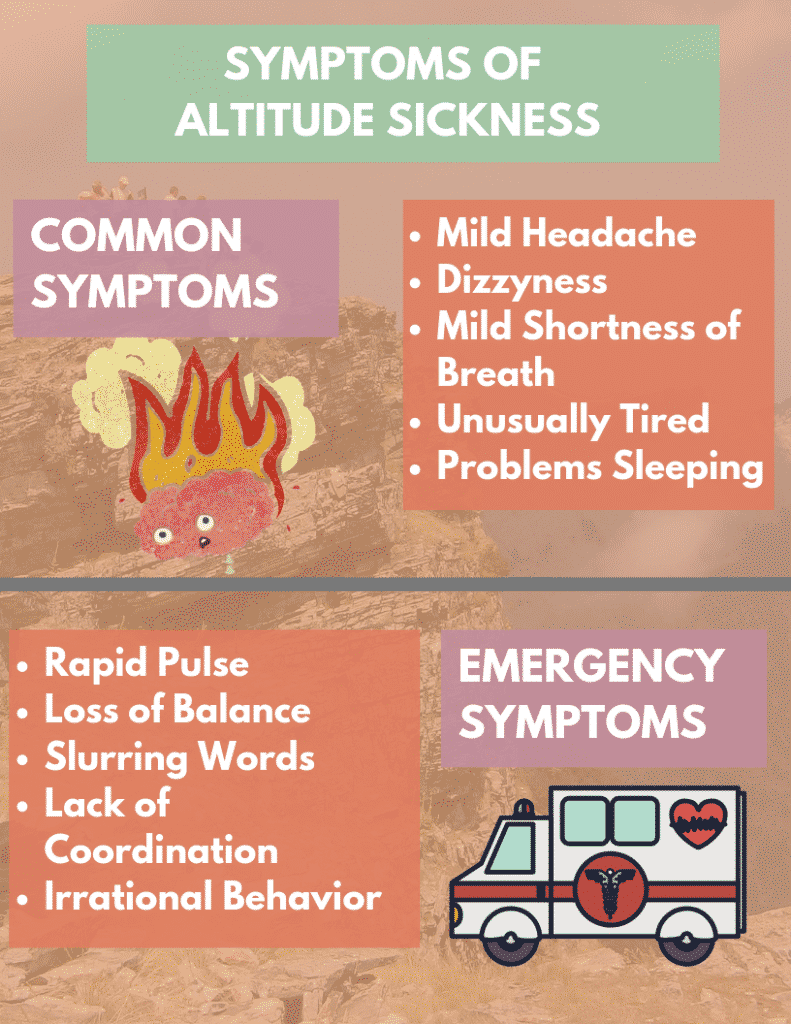 SYMPTOMS OF
ALTITUDE SICKNESS
COMMON
SYMPTOMS
• Mild Headache
• Dizzyness
• Mild Shortness of
Breath
• Unusually Tired
• Problems Sleeping
• Rapid Pulse
• Loss of Balance
• Slurring Words
• Lack of
Coordination
• Irrational Behavior
EMERGENCY
SYMPTOMS